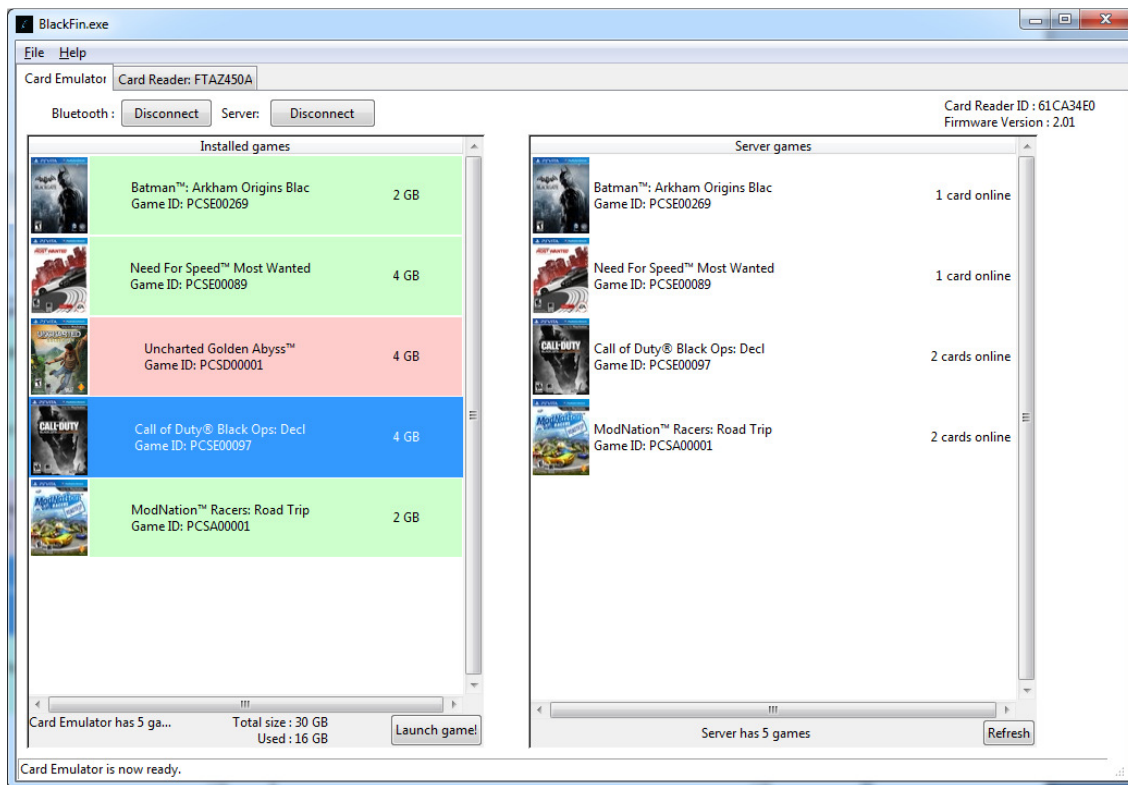 BlackFin.exe
File Help
Card Emulator Card Reader: FTAZ450A
Bluetooth : Disconnect Server: Disconnect
Card Reader ID : 61CA34E0
Firmware Version : 2.01
Installed games
Batman™: Arkham Origins Blac
Game ID: PCSE00269
2 GB
Need For Speed™ Most Wanted
Game ID: PCSE00089
4 GB
Uncharted Golden Abyss™
Game ID: PCSD00001
4 GB
CALL·DUTY
Call of Duty® Black Ops: Decl
Game ID: PCSE00097
4 GB
ModNation™ Racers: Road Trip
Game ID: PCSA00001
2 GB
Card Emulator has 5 ga...
Total size : 30 GB
Used : 16 GB
Launch game!
Server games
Batman™: Arkham Origins Blac
Game ID: PCSE00269
1 card online
Need For Speed™ Most Wanted
Game ID: PCSE00089
1 card online
CALL·DUTY
Call of Duty® Black Ops: Decl
Game ID: PCSE00097
2 cards online
ModNation™ Racers: Road Trip
Game ID: PCSA00001
2 cards online
Server has 5 games
Refresh
Card Emulator is now ready.